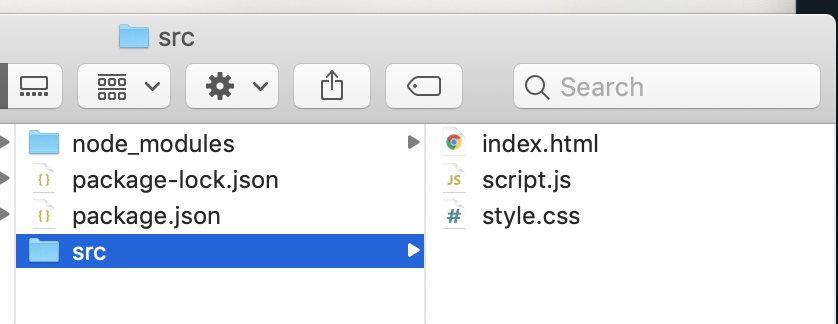 src
Search
node_modules
package-lock.json
package.json
src
index.html
script.js
style.css